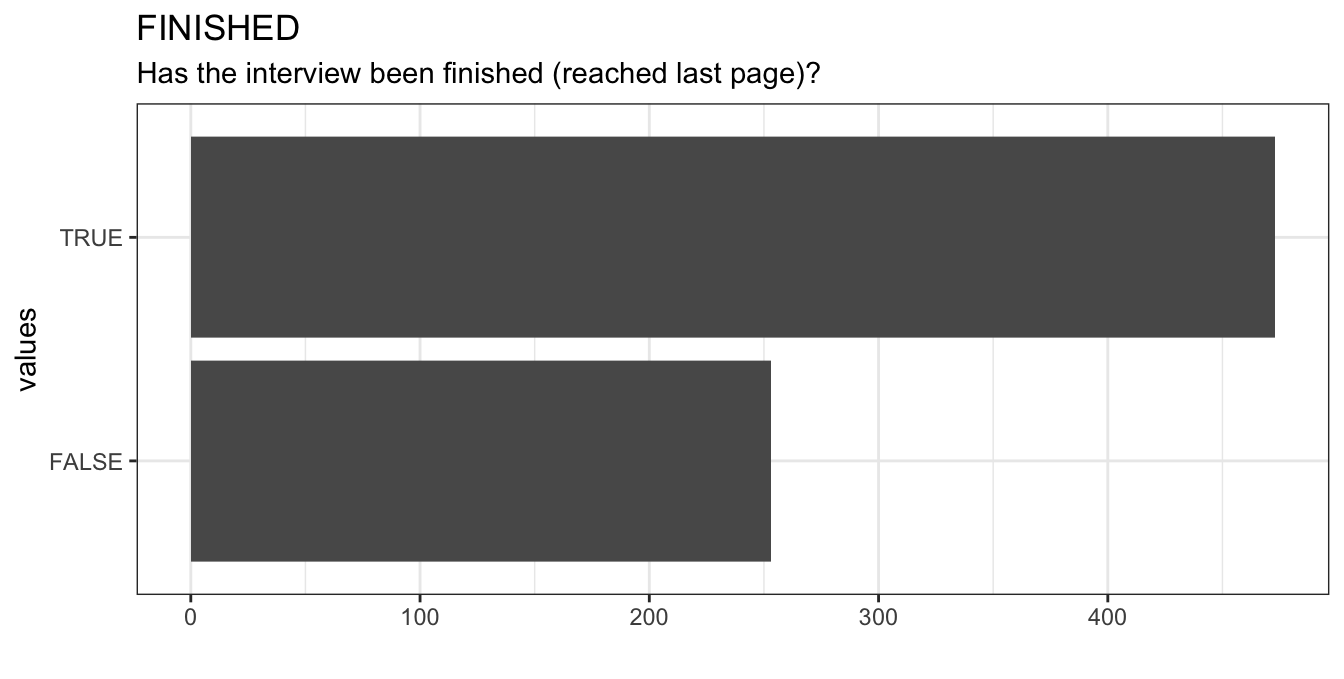 FINISHED
Has the interview been finished (reached last page)?
TRUE
values
FALSE
0 100 200 300 400